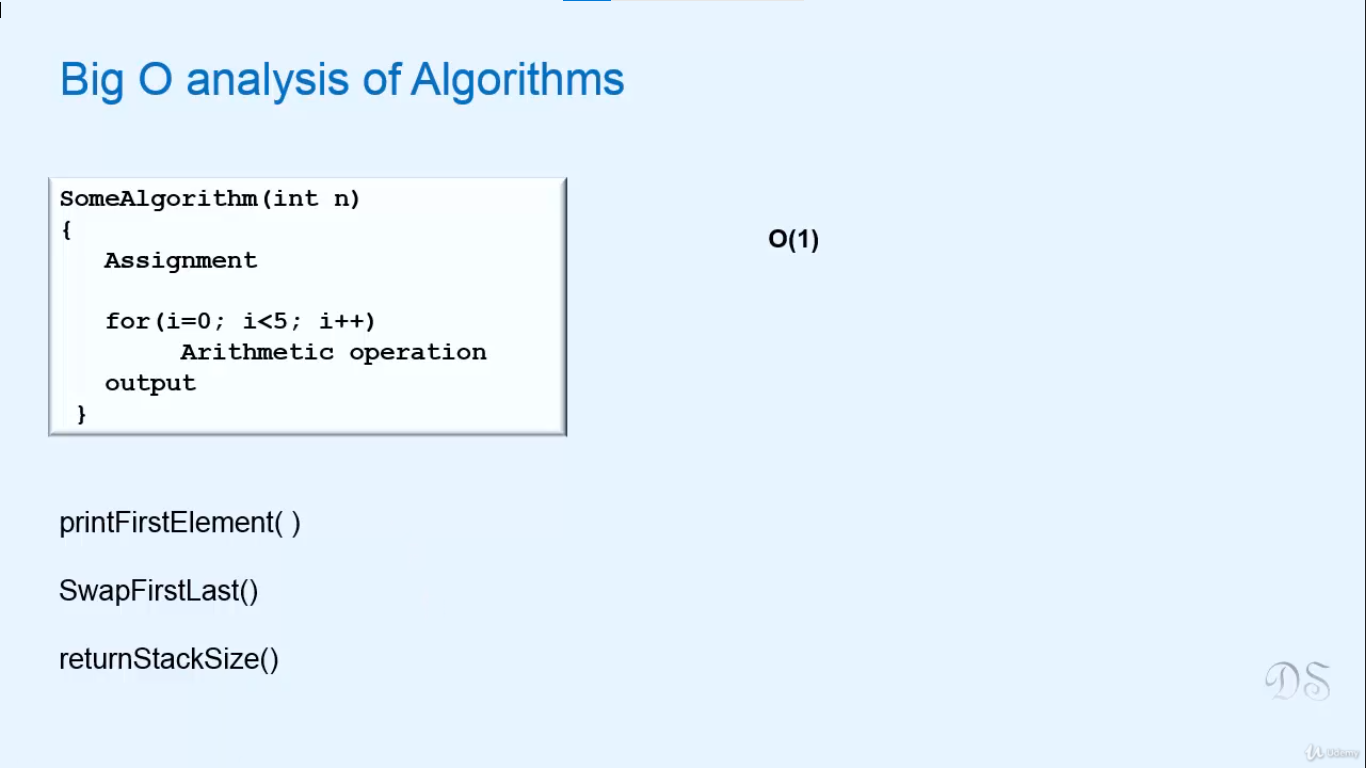 Big O analysis of Algorithms
SomeAlgorithm(int n)
{
Assignment
for(i=0; i<5; i++)
Arithmetic operation
output
}
O(1)
printFirstElement( )
SwapFirstLast()
returnStackSize()
DS
Udemy